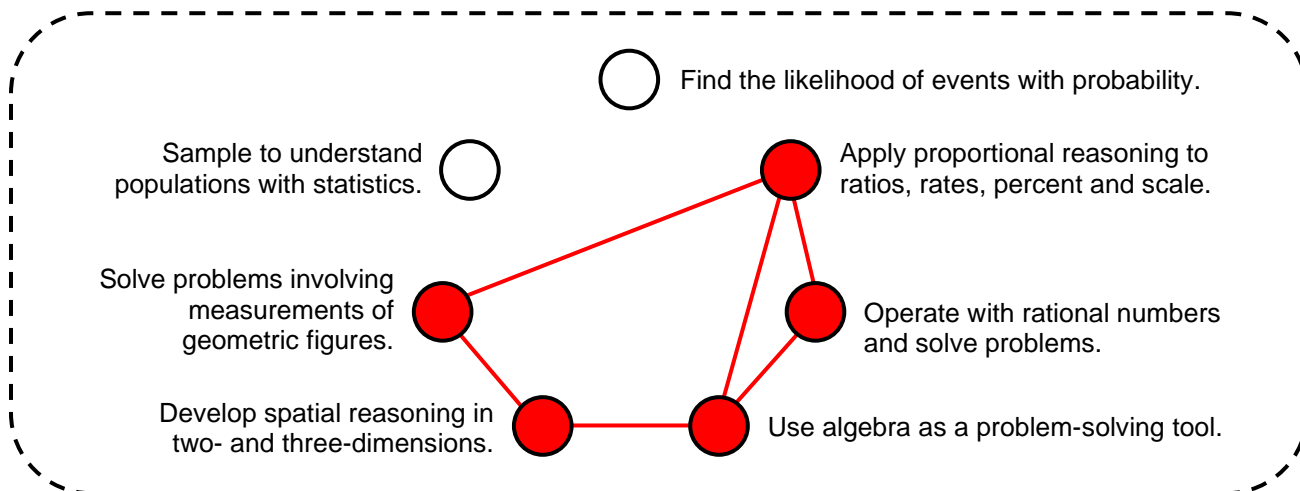 Find the likelihood of events with probability.
Sample to understand
populations with statistics.
Apply proportional reasoning to
ratios, rates, percent and scale.
Solve problems involving
measurements of
geometric figures.
Operate with rational numbers
and solve problems.
Develop spatial reasoning in
two- and three-dimensions.
Use algebra as a problem-solving tool.